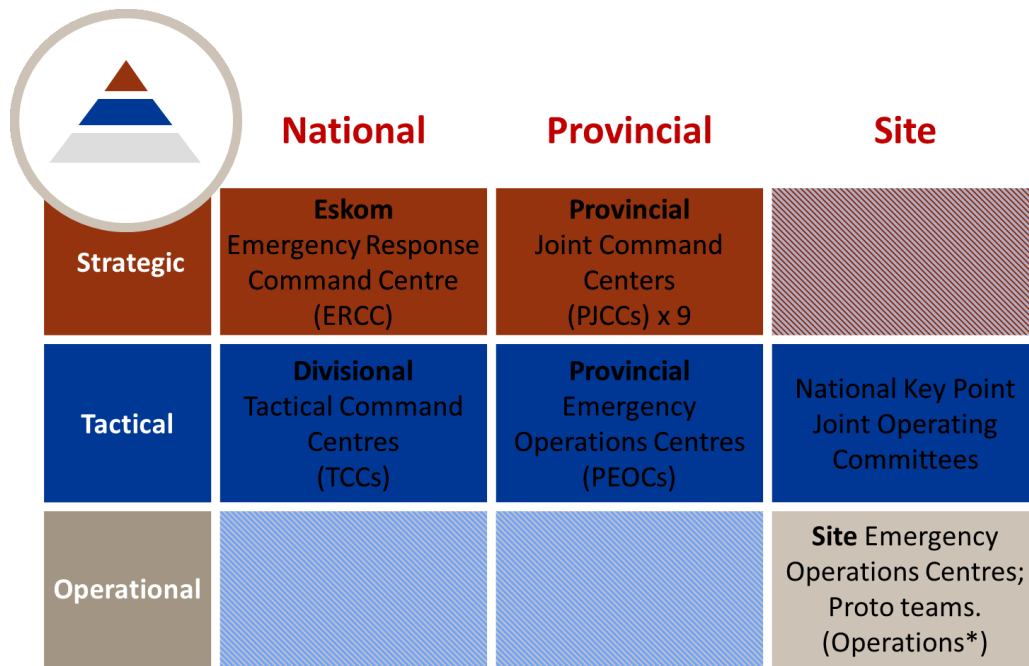 National
Provincial
Site
Strategic
Eskom
Emergency Response
Command Centre
(ERCC)
Provincial
Joint Command
Centers
(PJCCs) x 9
Tactical
Divisional
Tactical Command
Centres
(TCCs)
Provincial
Emergency
Operations Centres
(PEOCs)
National Key Point
Joint Operating
Committees
Operational
Site Emergency
Operations Centres;
Proto teams.
(Operations*)